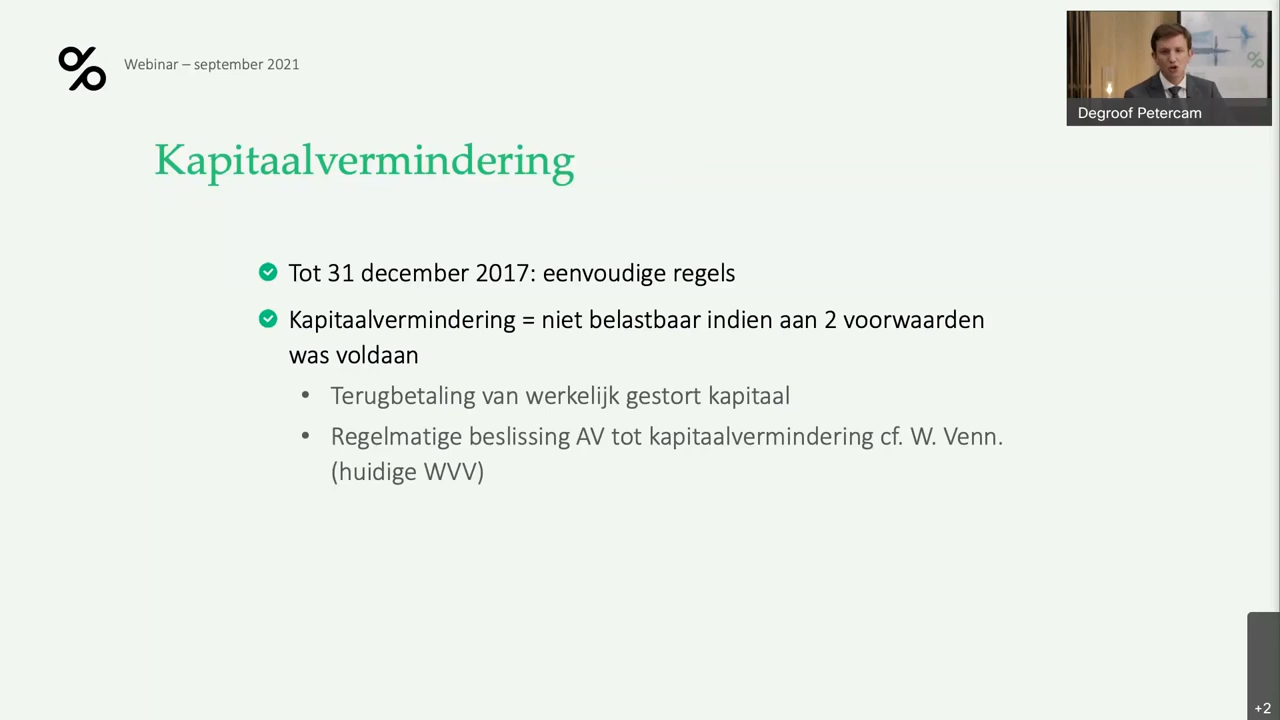 Webinar – september 2021
Degroof Petercam
Kapitaalvermindering
Tot 31 december 2017: eenvoudige regels
Kapitaalvermindering = niet belastbaar indien aan 2 voorwaarden
was voldaan
• Terugbetaling van werkelijk gestort kapitaal
• Regelmatige beslissing AV tot kapitaalvermindering cf. W. Venn.
(huidige WVV)
+2